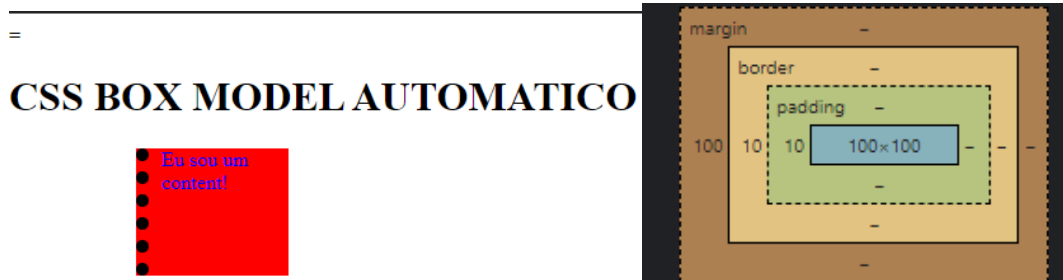 =
CSS BOX MODEL AUTOMATICO
Eu sou um
content!
margin –
border –
padding –
100 10 10 100×100 – – –
–
–
–